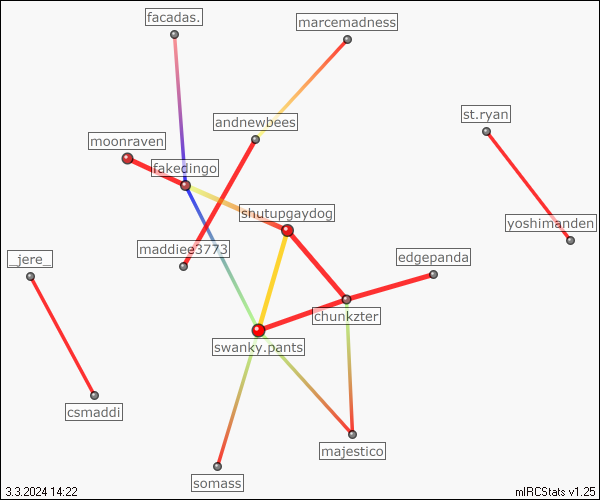 facadas.
marcemadness
st.ryan
andnewbees
moonraven
fakedingo
shutupgaydog
yoshimanden
maddiee3773
_jere_
edgepanda
chunkzter
swanky.pants
csmaddi
majestico
somass
3.3.2024 14:22
mIRCStats v1.25